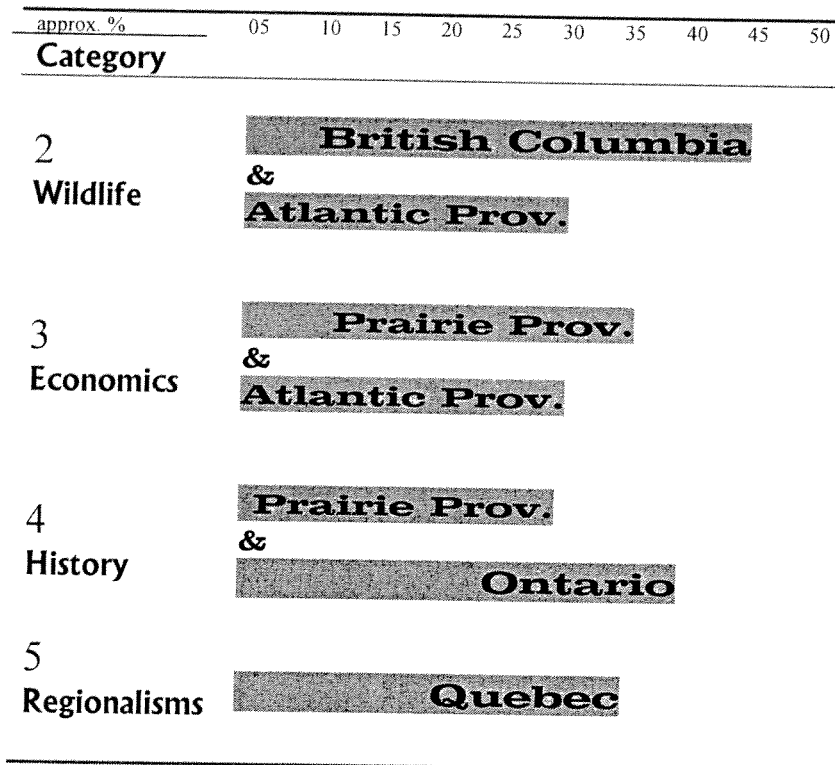 approx. % 05 10 15 20 25 30 35 40 45 50
Category
2
Wildlife
British Columbia
&
Atlantic Prov.
3
Economics
Prairie Prov.
&
Atlantic Prov.
4
History
Prairie Prov.
&
Ontario
5
Regionalisms
Quebec